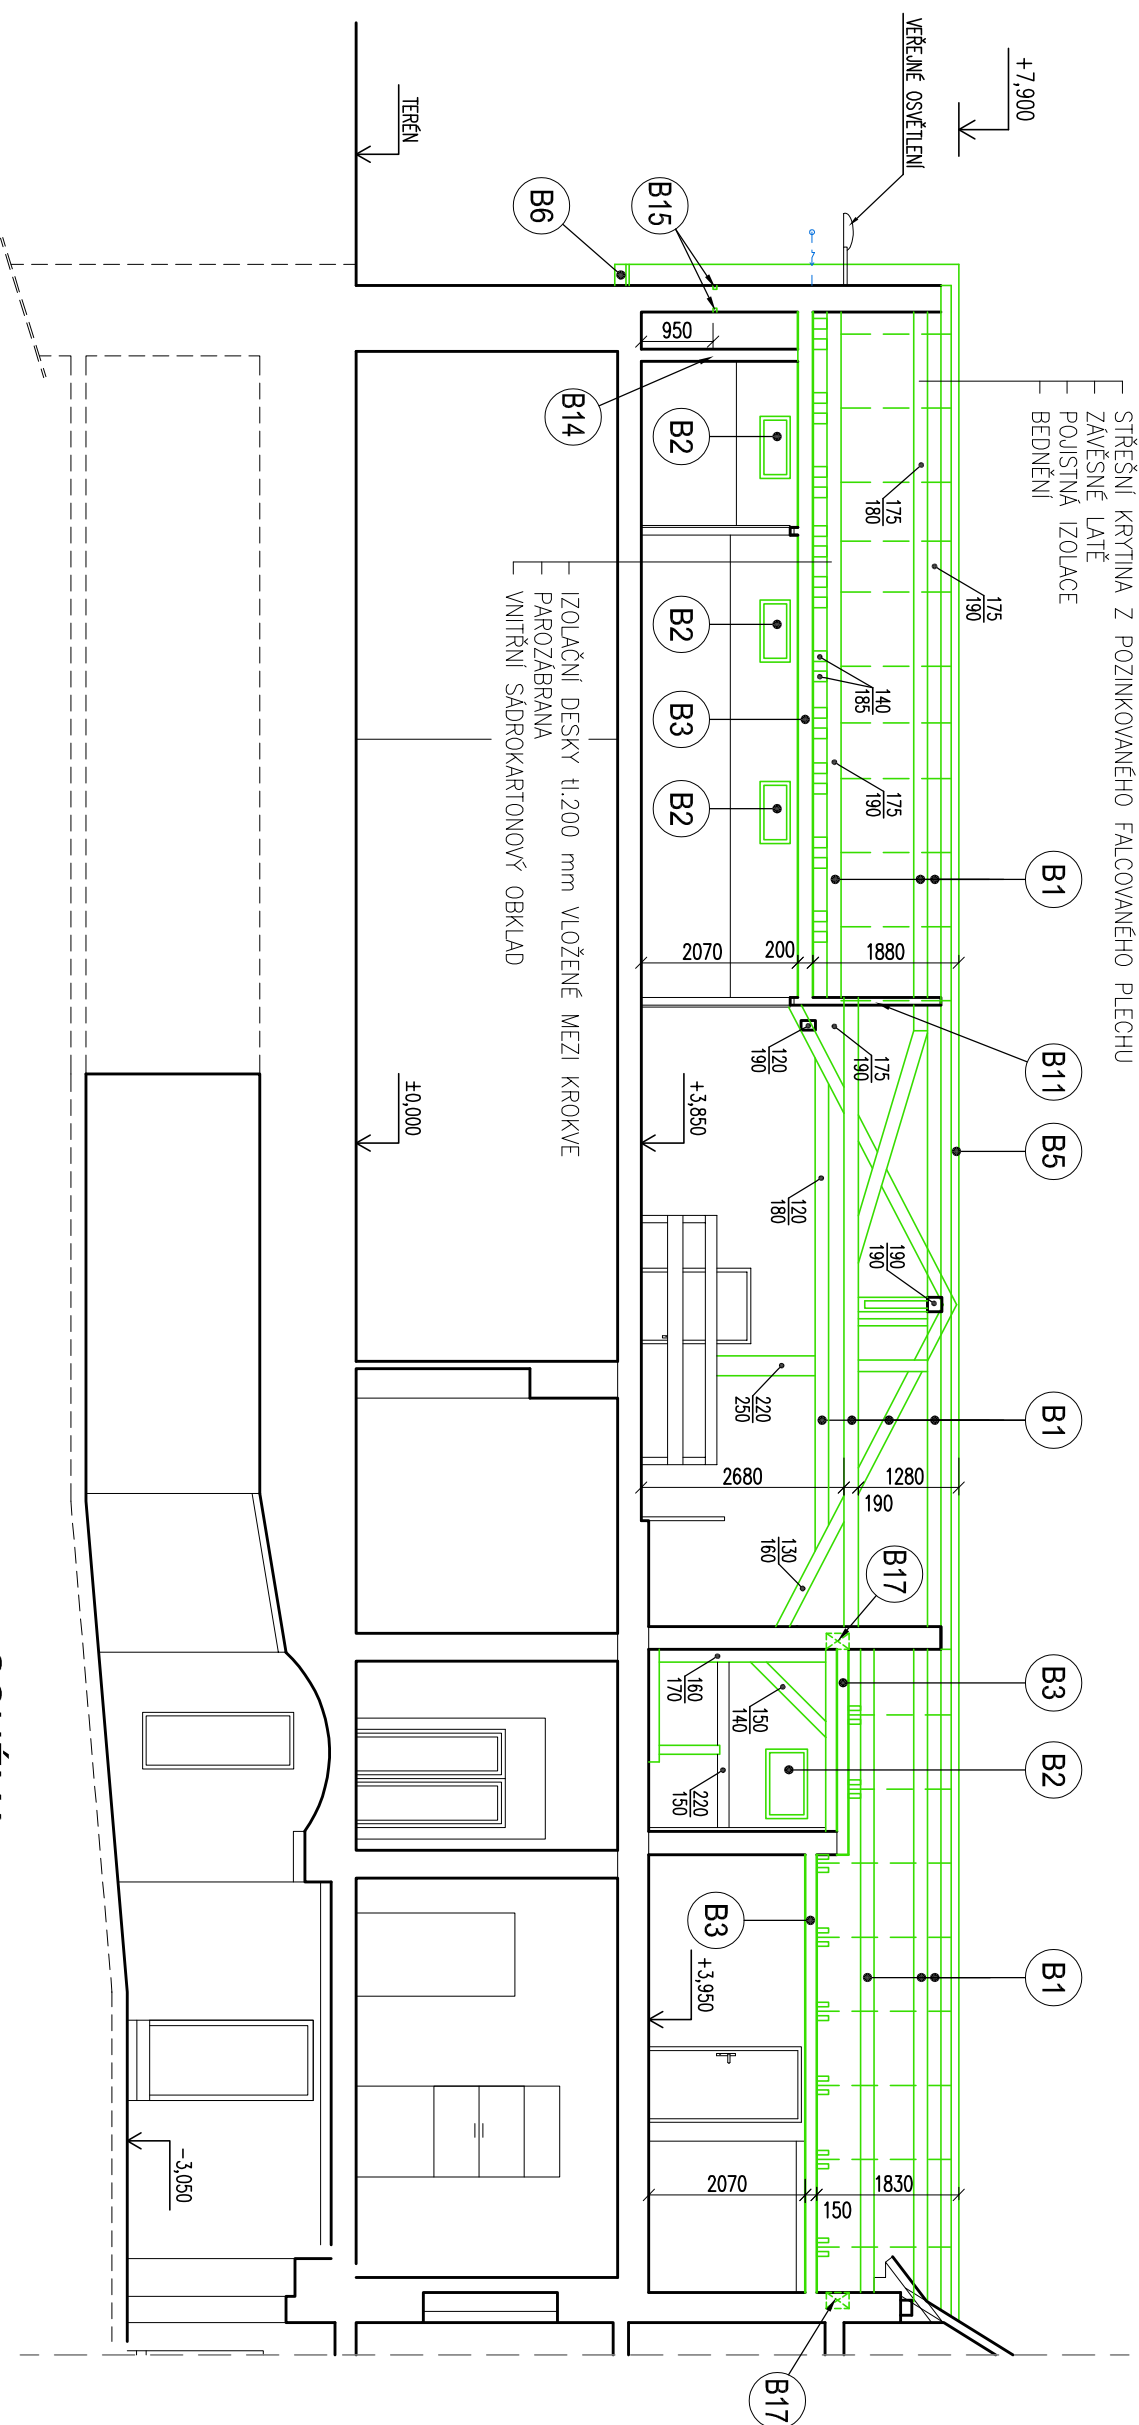 +7,900
VEŘEJNÉ OSVĚTLENÍ
TERÉN
B6
B15
STŘEŠNÍ KRYTINA Z POZINKOVANÉHO FALCOVANÉHO PLECHU
ZÁVĚSNÉ LATĚ
POJISTNÁ IZOLACE
BEDNĚNÍ
950
B14
B2
175
180
175
190
IZOLAČNÍ DESKY tl.200 mm VLOŽENÉ MEZI KROKVE
PAROZÁBRANA
VNITŘNÍ SÁDROKARTONOVÝ OBKLAD
B2
B3
B2
140
185
175
190
B1
2070
200
1880
B11
B5
120
190
175
190
+3,850
±0,000
120
180
190
190
220
250
B1
2680
1280
190
130
160
B17
B3
160
170
150
140
B2
220
150
B3
B1
+3,950
-3,050
2070
1830
150
B17